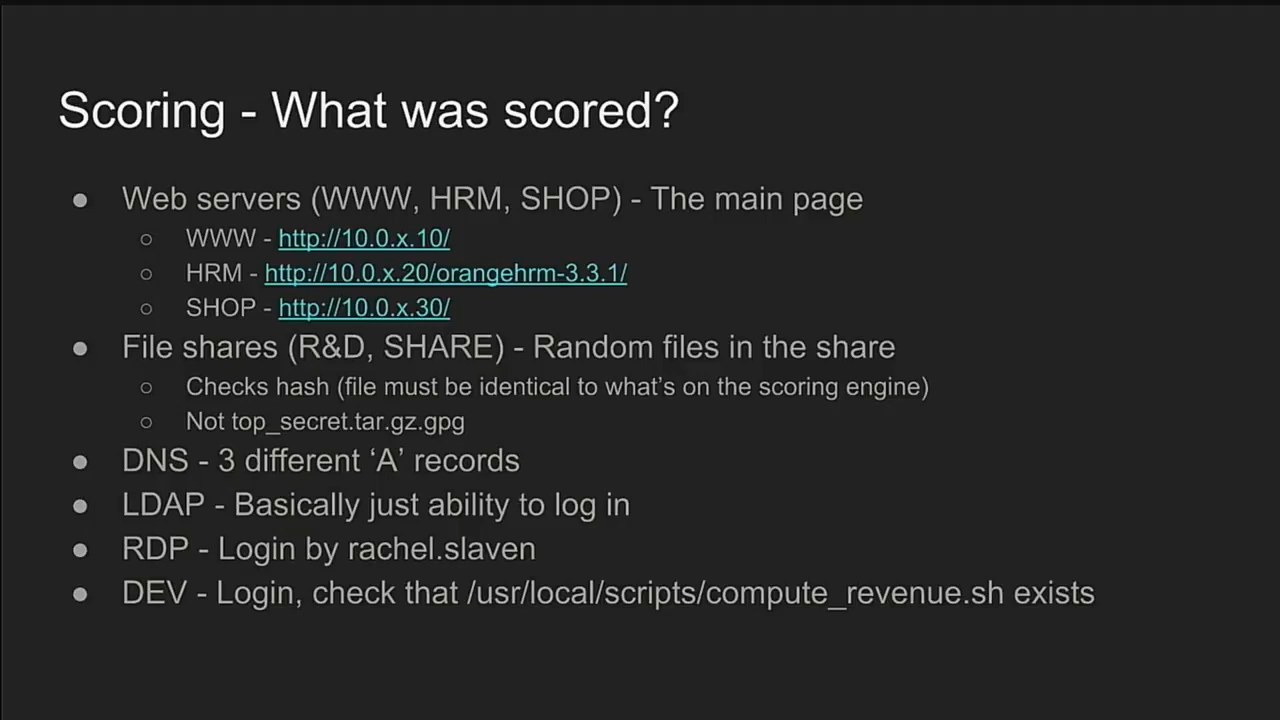 Scoring - What was scored?
● Web servers (WWW, HRM, SHOP) - The main page
○ WWW - http://10.0.x.10/
○ HRM - http://10.0.x.20/orangehrm-3.3.1/
○ SHOP - http://10.0.x.30/
● File shares (R&D, SHARE) - Random files in the share
○ Checks hash (file must be identical to what’s on the scoring engine)
○ Not top_secret.tar.gz.gpg
● DNS - 3 different ‘A’ records
● LDAP - Basically just ability to log in
● RDP - Login by rachel.slaven
● DEV - Login, check that /usr/local/scripts/compute_revenue.sh exists